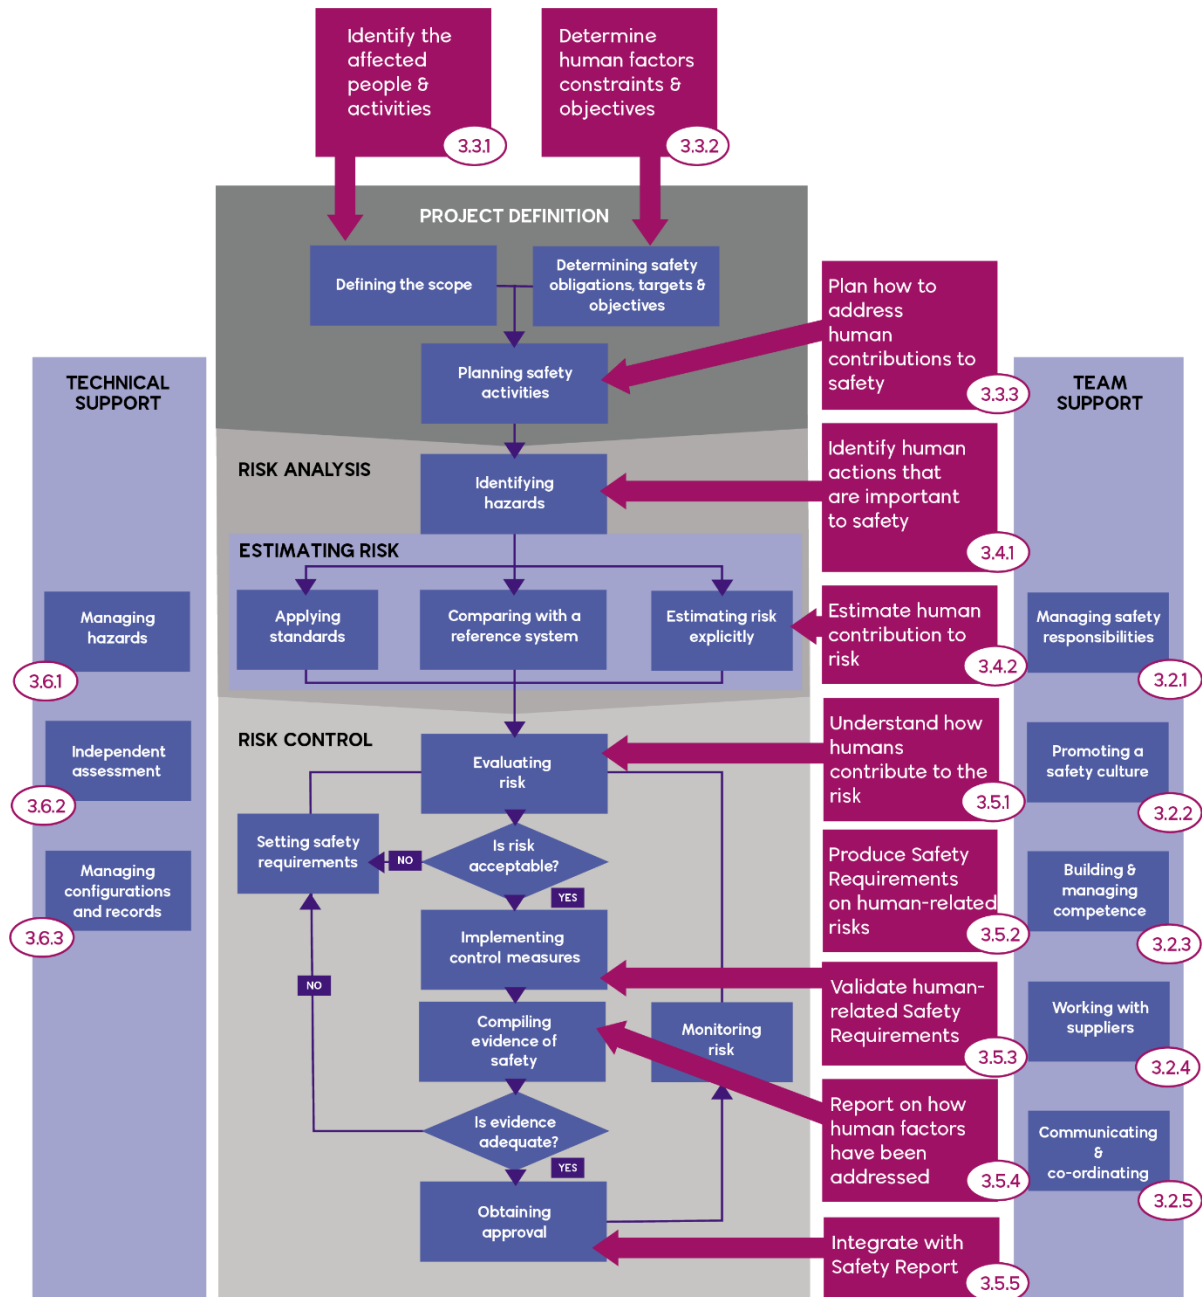 Identify the
affected
people &
activities
3.3.1
Determine
human factors
constraints &
objectives
3.3.2
PROJECT DEFINITION
Defining the scope
Determining safety
obligations, targets &
objectives
Planning safety
activities
Plan how to
address
human
contributions to
safety
3.3.3
TECHNICAL
SUPPORT
TEAM
SUPPORT
RISK ANALYSIS
Identifying
hazards
Identify human
actions that
are important
to safety
3.4.1
ESTIMATING RISK
Applying
standards
Comparing with a
reference system
Estimating risk
explicitly
Estimate human
contribution to
risk
3.4.2
Managing
hazards
3.6.1
Independent
assessment
3.6.2
Managing
configurations
and records
3.6.3
Managing safety
responsibilities
3.2.1
Promoting a
safety culture
3.2.2
Building &
managing
competence
3.2.3
Working with
suppliers
3.2.4
Communicating
&
co-ordinating
3.2.5
RISK CONTROL
Evaluating
risk
Understand how
humans
contribute to the
risk
3.5.1
Setting safety
requirements
NO
Is risk
acceptable?
YES
Produce Safety
Requirements
on human-related
risks
3.5.2
Implementing
control measures
NO
Validate human-
related Safety
Requirements
3.5.3
Compiling
evidence of
safety
Monitoring
risk
Is evidence
adequate?
YES
Report on how
human factors
have been
addressed
3.5.4
Obtaining
approval
Integrate with
Safety Report
3.5.5